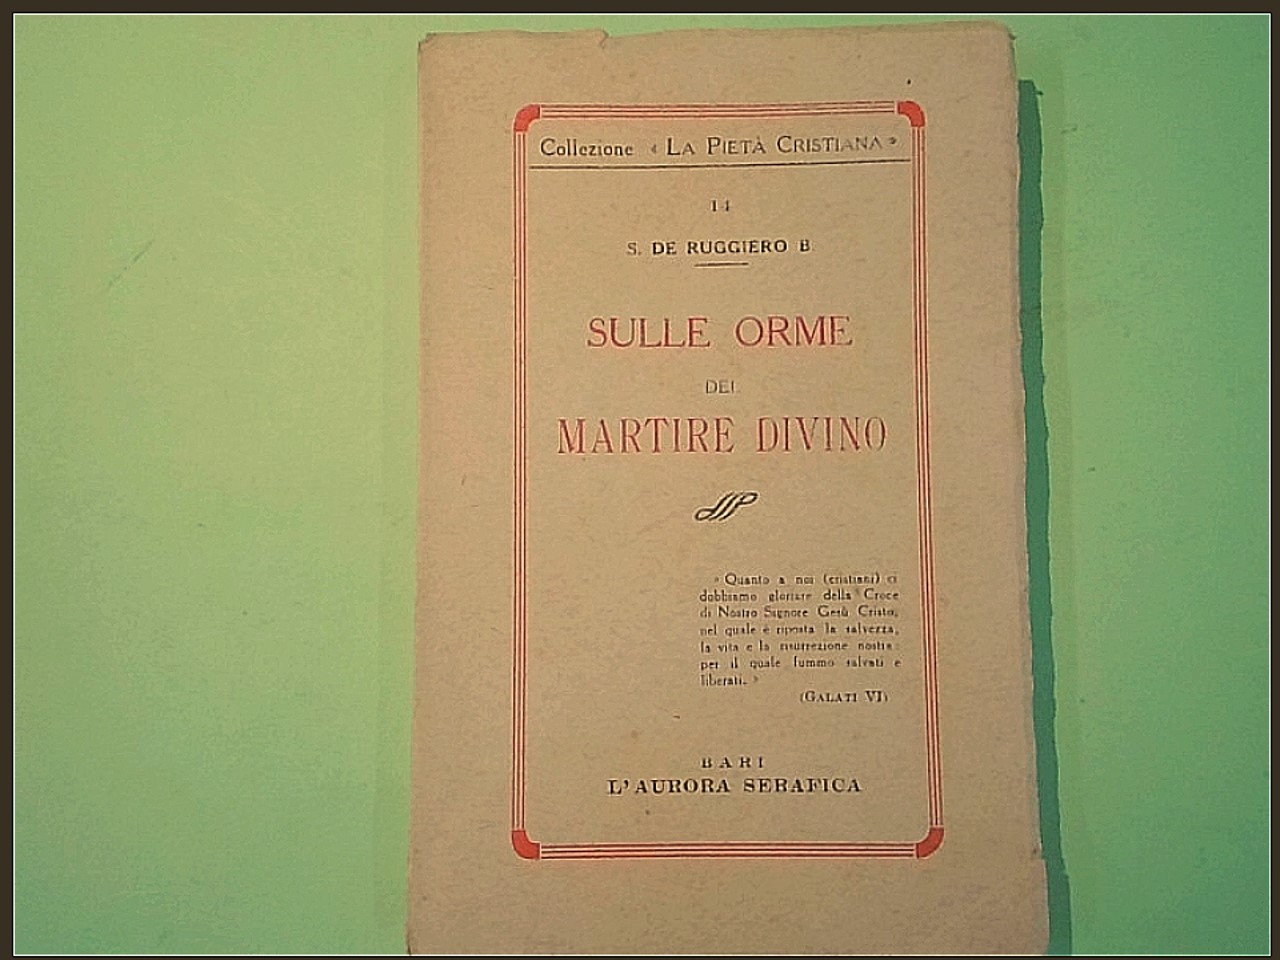 Collezione « LA PIETÀ CRISTIANA »
14
S. DE RUGGIERO B.
SULLE ORME
DEL
MARTIRE DIVINO
« Quanto a noi (cristiani) ci
dobbiamo gloriare della Croce
di Nostro Signore Gesù Cristo,
nel quale è riposta la salvezza,
la vita e la risurrezione nostra:
per il quale fummo salvati e
liberati. »
(GALATI VI)
BARI
L'AURORA SERAFICA